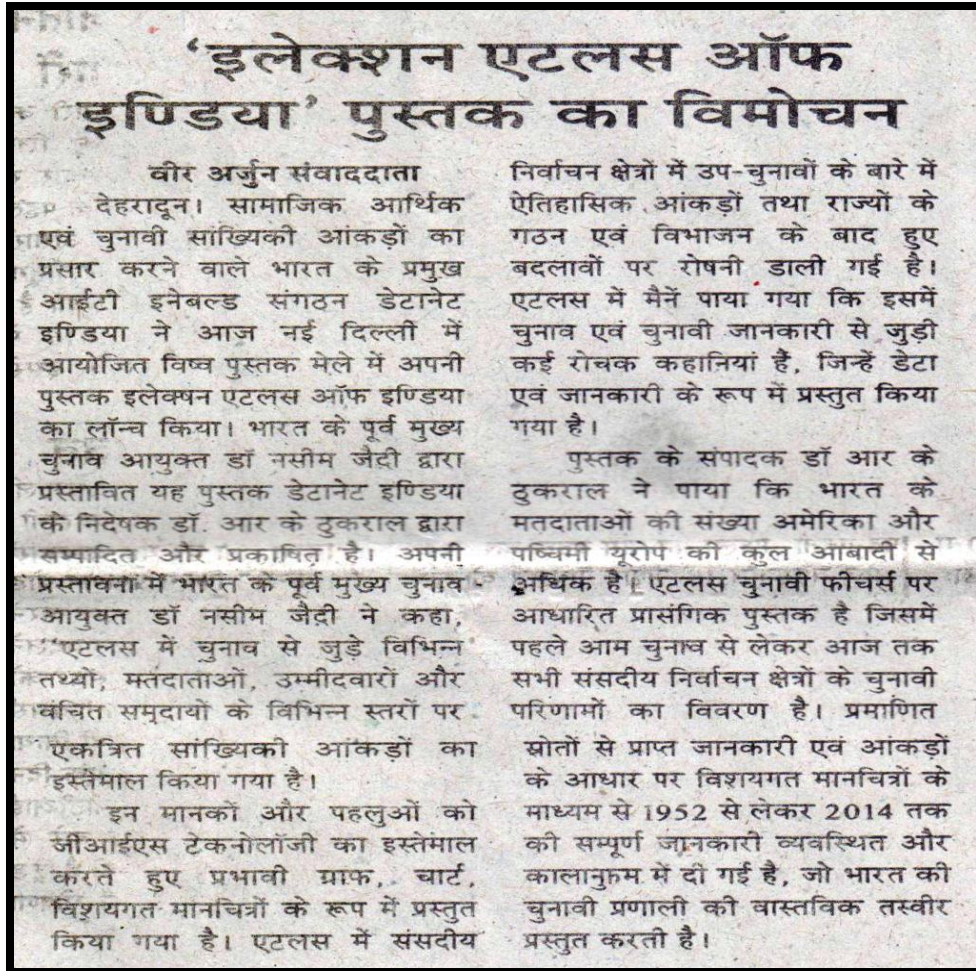 ‘इलेक्शन एटलस ऑफ
इण्डिया’ पुस्तक का विमोचन
वीर अर्जुन संवाददाता
देहरादून। सामाजिक आर्थिक
एवं चुनावी सांख्यिकी आंकड़ों का
प्रसार करने वाले भारत के प्रमुख
आईटी इनेबल्ड संगठन डेटानेट
इण्डिया ने आज नई दिल्ली में
आयोजित विष्व पुस्तक मेले में अपनी
पुस्तक इलेक्षन एटलस ऑफ इण्डिया
का लॉन्च किया। भारत के पूर्व मुख्य
चुनाव आयुक्त डॉ नसीम जैदी द्वारा
प्रस्तावित यह पुस्तक डेटानेट इण्डिया
के निदेषक डॉ. आर के ठुकराल द्वारा
सम्पादित और प्रकाषित है। अपनी
प्रस्तावना में भारत के पूर्व मुख्य चुनाव
आयुक्त डॉ नसीम जैदी ने कहा,
‘‘एटलस में चुनाव से जुड़े विभिन्न
तथ्यों, मतदाताओं, उम्मीदवारों और
वंचित समुदायों के विभिन्न स्तरों पर
एकत्रित सांख्यिकी आंकड़ों का
इस्तेमाल किया गया है।
इन मानकों और पहलुओं को
जीआईएस टेकनोलॉजी का इस्तेमाल
करते हुए प्रभावी ग्राफ, चार्ट,
विशयगत मानचित्रों के रूप में प्रस्तुत
किया गया है। एटलस में संसदीय
निर्वाचन क्षेत्रों में उप-चुनावों के बारे में
ऐतिहासिक आंकड़ों तथा राज्यों के
गठन एवं विभाजन के बाद हुए
बदलावों पर रोषनी डाली गई है।
एटलस में मैनें पाया गया कि इसमें
चुनाव एवं चुनावी जानकारी से जुड़ी
कई रोचक कहानियां हैं, जिन्हें डेटा
एवं जानकारी के रूप में प्रस्तुत किया
गया है।
पुस्तक के संपादक डॉ आर के
ठुकराल ने पाया कि भारत के
मतदाताओं की संख्या अमेरिका और
पष्चिमी यूरोप की कुल आबादी से
अधिक है। एटलस चुनावी फीचर्स पर
आधारित प्रासंगिक पुस्तक है जिसमें
पहले आम चुनाव से लेकर आज तक
सभी संसदीय निर्वाचन क्षेत्रों के चुनावी
परिणामों का विवरण है। प्रमाणित
स्रोतों से प्राप्त जानकारी एवं आंकड़ों
के आधार पर विशयगत मानचित्रों के
माध्यम से 1952 से लेकर 2014 तक
की सम्पूर्ण जानकारी व्यवस्थित और
कालानुक्रम में दी गई है, जो भारत की
चुनावी प्रणाली की वास्तविक तस्वीर
प्रस्तुत करती है।